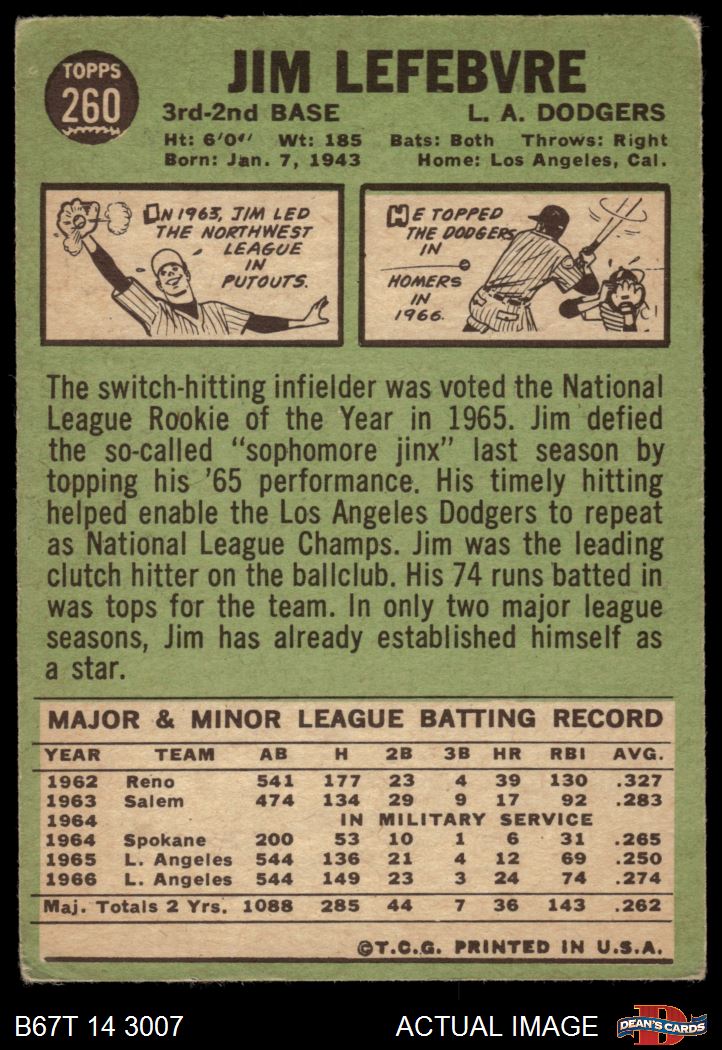 TOPPS
260
JIM LEFEBVRE
3rd-2nd BASE L. A. DODGERS
Ht: 6'0" Wt: 185 Bats: Both Throws: Right
Born: Jan. 7, 1943 Home: Los Angeles, Cal.
IN 1963, JIM LED
THE NORTHWEST
LEAGUE
IN
PUTOUTS.
HE TOPPED
THE DODGERS
IN
HOMERS
IN
1966.
The switch-hitting infielder was voted the National
League Rookie of the Year in 1965. Jim defied
the so-called "sophomore jinx" last season by
topping his '65 performance. His timely hitting
helped enable the Los Angeles Dodgers to repeat
as National League Champs. Jim was the leading
clutch hitter on the ballclub. His 74 runs batted in
was tops for the team. In only two major league
seasons, Jim has already established himself as
a star.
MAJOR & MINOR LEAGUE BATTING RECORD
YEAR TEAM AB H 2B 3B HR RBI AVG.
1962 Reno 541 177 23 4 39 130 .327
1963 Salem 474 134 29 9 17 92 .283
1964 IN MILITARY SERVICE
1964 Spokane 200 53 10 1 6 31 .265
1965 L. Angeles 544 136 21 4 12 69 .250
1966 L. Angeles 544 149 23 3 24 74 .274
Maj. Totals 2 Yrs. 1088 285 44 7 36 143 .262
©T.C.G. PRINTED IN U.S.A.
B67T 14 3007 ACTUAL IMAGE DEAN'S CARDS